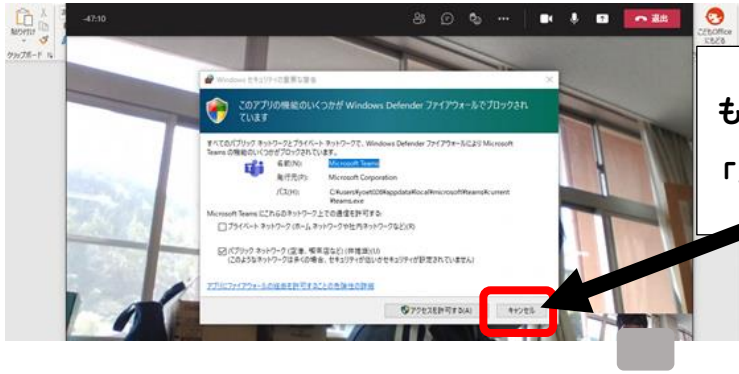 貼り付け
クリップボード
-47:10
退出
こどもOffice
にもどる
Windows セキュリティの重要な警告
このアプリの機能のいくつかが Windows Defender ファイアウォールでブロックされ
ています
すべてのパブリック ネットワークとプライベート ネットワークで、Windows Defender ファイアウォールにより Microsoft
Teams の機能のいくつかがブロックされています。
名前(N): Microsoft Teams
発行元(P): Microsoft Corporation
パス(H):
¥teams.exe
Microsoft Teams にこれらのネットワーク上での通信を許可する:
プライベート ネットワーク (ホーム ネットワークや社内ネットワークなど)(R)
パブリック ネットワーク (空港、喫茶店など) (非推奨)(U)
(このようなネットワークは多くの場合、セキュリティが低いかセキュリティが設定されていません)
アプリにファイアウォールの経由を許可することの危険性の詳細
アクセスを許可する(A) キャンセル
も
「